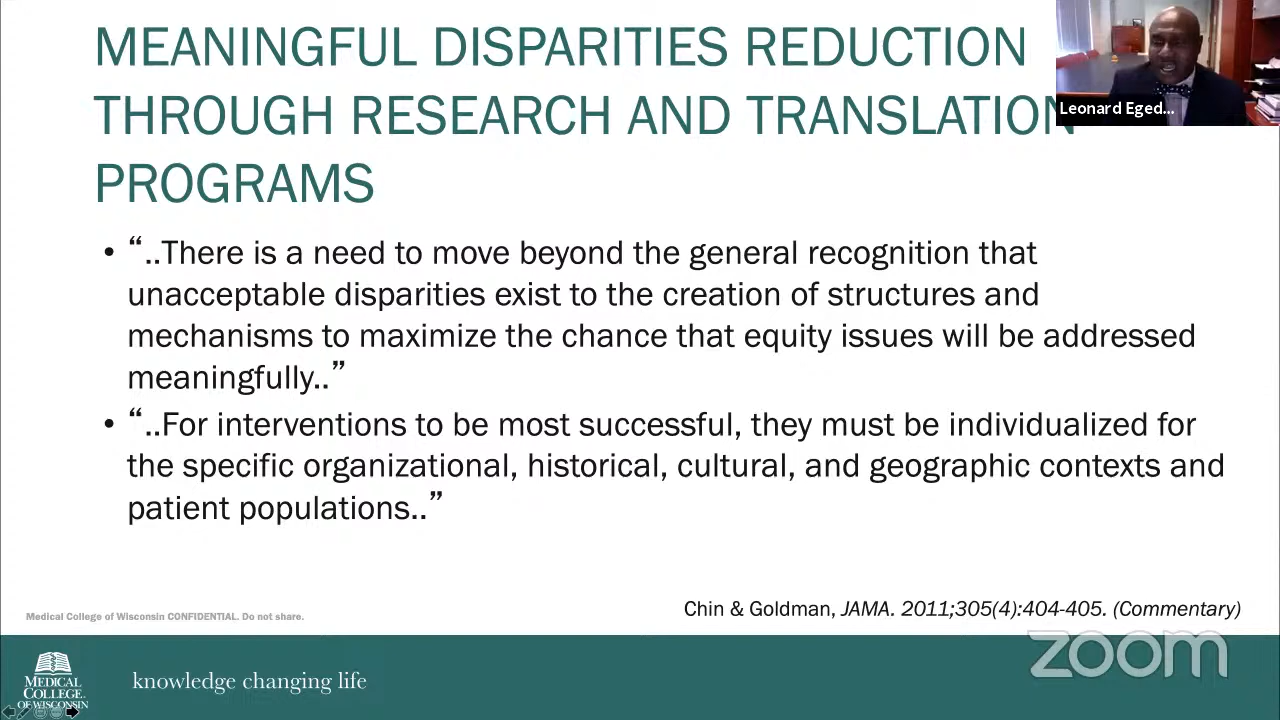 MEANINGFUL DISPARITIES REDUCTION
THROUGH RESEARCH AND TRANSLATION
PROGRAMS
Leonard Eged...
• “..There is a need to move beyond the general recognition that
unacceptable disparities exist to the creation of structures and
mechanisms to maximize the chance that equity issues will be addressed
meaningfully..”
• “..For interventions to be most successful, they must be individualized for
the specific organizational, historical, cultural, and geographic contexts and
patient populations..”
Chin & Goldman, JAMA. 2011;305(4):404-405. (Commentary)
Medical College of Wisconsin CONFIDENTIAL. Do not share.
zoom
MEDICAL
COLLEGE
OF WISCONSIN
knowledge changing life